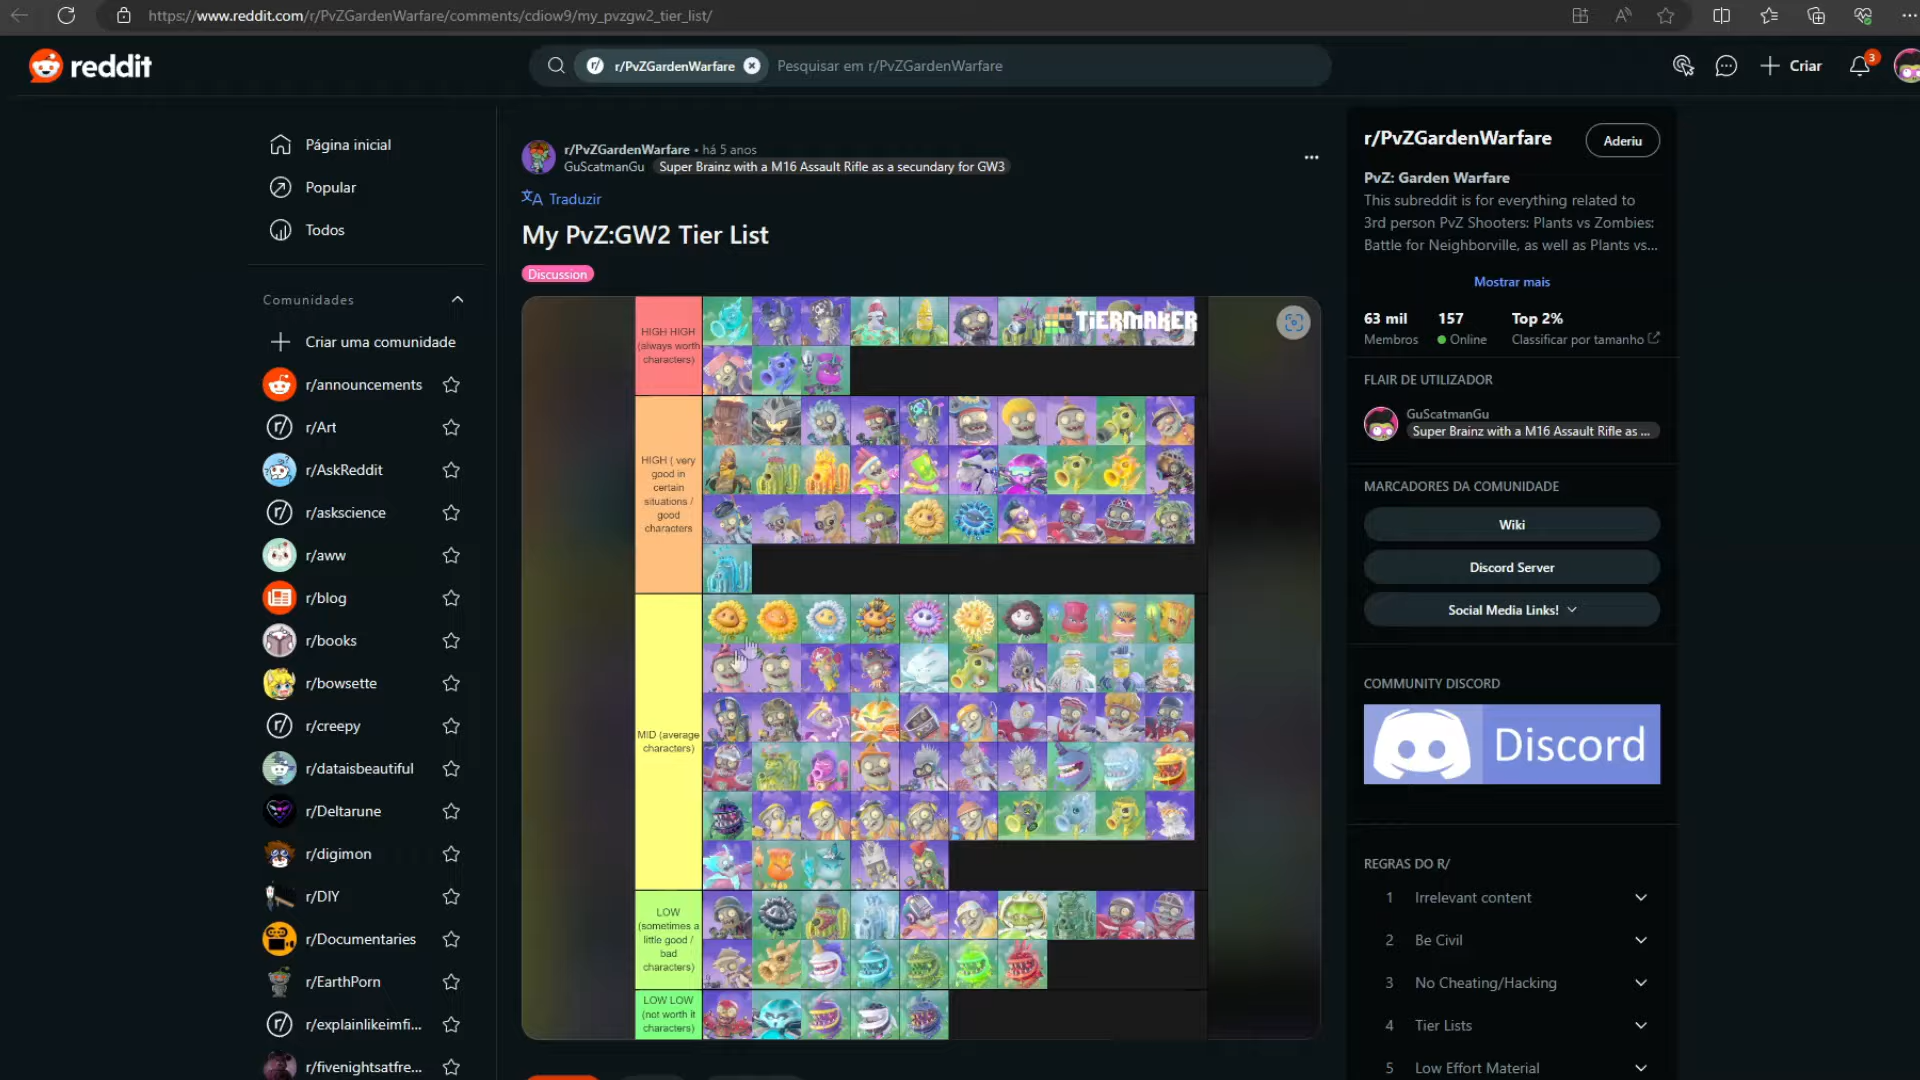 https://www.reddit.com/r/PvZGardenWarfare/comments/cdiow9/my_pvzgw2_tier_list/
reddit
r/PvZGardenWarfare
Pesquisar em r/PvZGardenWarfare
Criar
3
Página inicial
Popular
Todos
Comunidades
Criar uma comunidade
r/announcements
r/Art
r/AskReddit
r/askscience
r/aww
r/blog
r/books
r/bowsette
r/creepy
r/dataisbeautiful
r/Deltarune
r/digimon
r/DIY
r/Documentaries
r/EarthPorn
r/explainlikeimfi...
r/fivenightsatfre...
r/PvZGardenWarfare • há 5 anos
GuScatmanGu Super Brainz with a M16 Assault Rifle as a secundary for GW3
Traduzir
My PvZ:GW2 Tier List
Discussion
TIERMAKER
HIGH HIGH
(always worth
characters)
HIGH ( very
good in
certain
situations /
good
characters
MID (average
characters)
LOW
(sometimes a
little good /
bad
characters)
LOW LOW
(not worth it
characters)
r/PvZGardenWarfare
Aderiu
PvZ: Garden Warfare
This subreddit is for everything related to
3rd person PvZ Shooters: Plants vs Zombies:
Battle for Neighborville, as well as Plants vs...
Mostrar mais
63 mil 157 Top 2%
Membros Online Classificar por tamanho
FLAIR DE UTILIZADOR
GuScatmanGu
Super Brainz with a M16 Assault Rifle as ...
MARCADORES DA COMUNIDADE
Wiki
Discord Server
Social Media Links!
COMMUNITY DISCORD
Discord
REGRAS DO R/
1 Irrelevant content
2 Be Civil
3 No Cheating/Hacking
4 Tier Lists
5 Low Effort Material